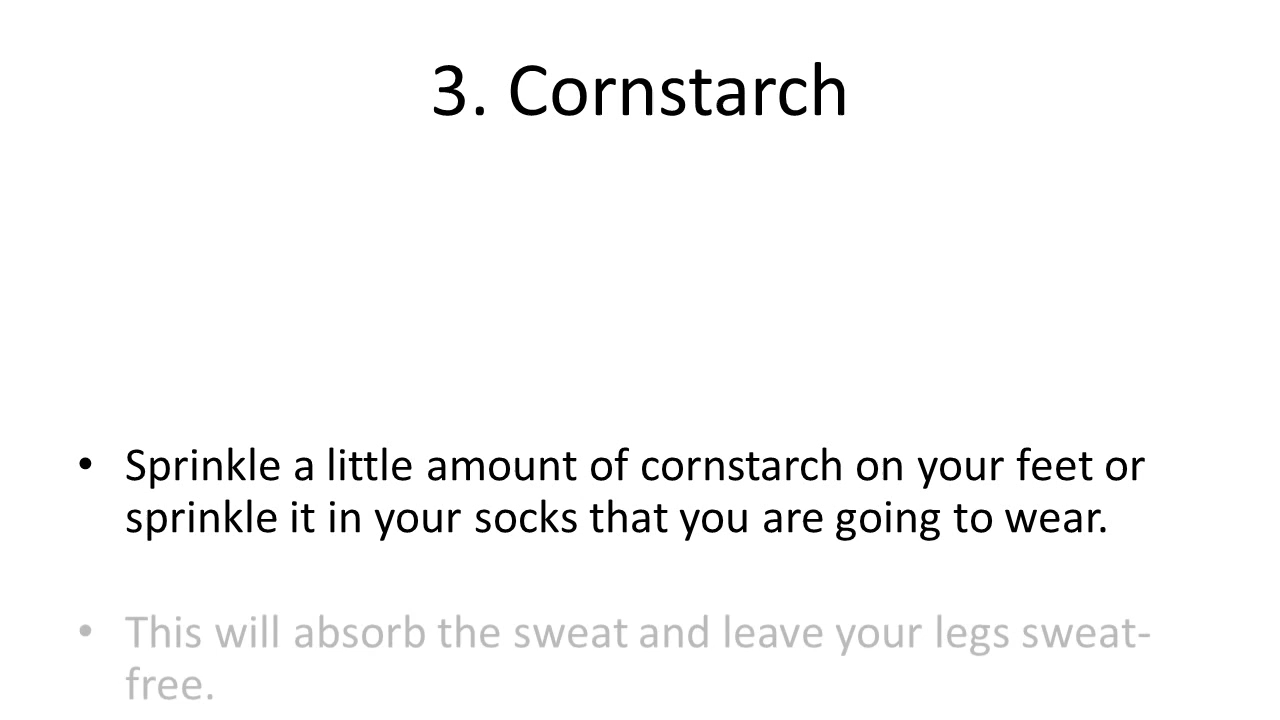 3. Cornstarch
• Sprinkle a little amount of cornstarch on your feet or
sprinkle it in your socks that you are going to wear.
• This will absorb the sweat and leave your legs sweat-
free.